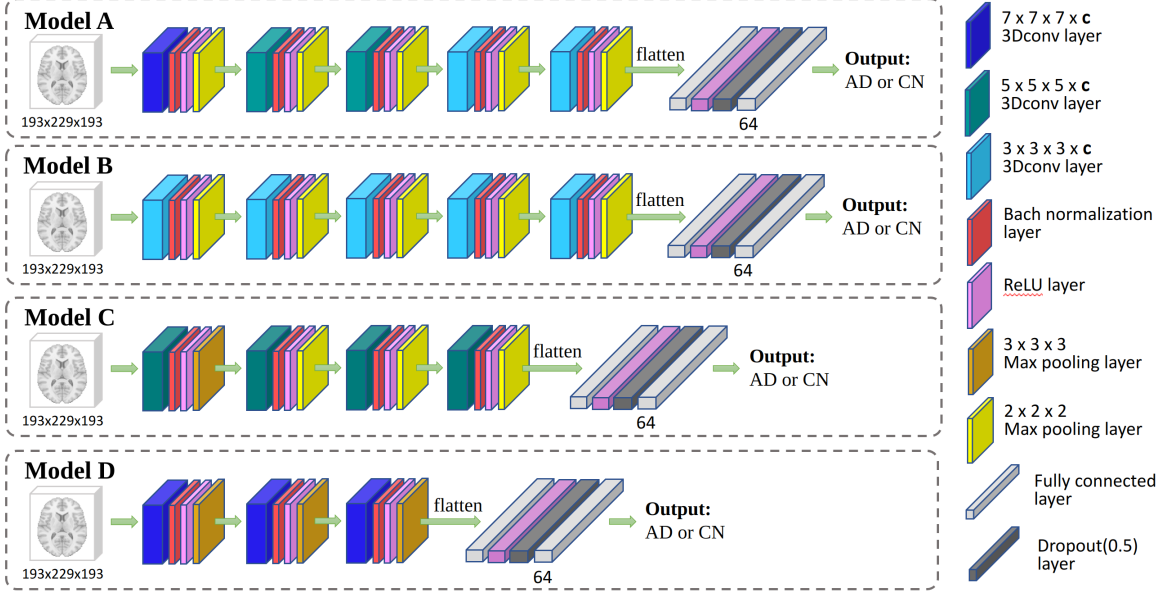 Model A
193x229x193
flatten
64
Output:
AD or CN
Model B
193x229x193
flatten
64
Output:
AD or CN
Model C
193x229x193
flatten
64
Output:
AD or CN
Model D
193x229x193
flatten
64
Output:
AD or CN
7 x 7 x 7 x c
3Dconv layer
5 x 5 x 5 x c
3Dconv layer
3 x 3 x 3 x c
3Dconv layer
Bach normalization
layer
ReLU layer
3 x 3 x 3
Max pooling layer
2 x 2 x 2
Max pooling layer
Fully connected
layer
Dropout(0.5)
layer